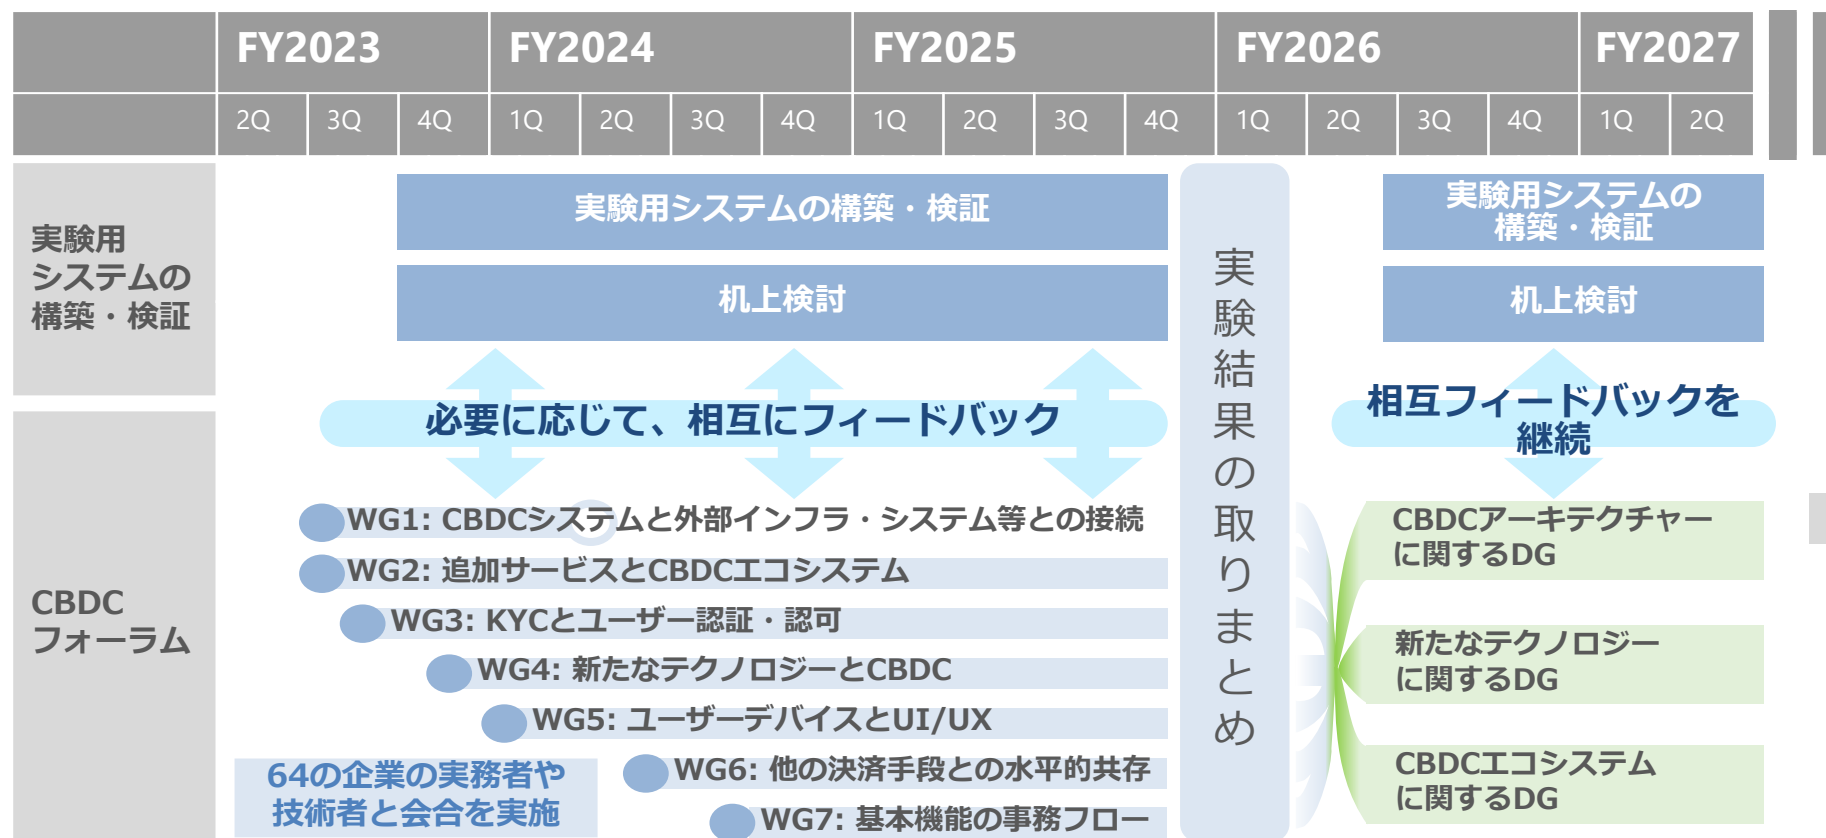 FY2023 FY2024 FY2025 FY2026 FY2027
2Q 3Q 4Q 1Q 2Q 3Q 4Q 1Q 2Q 3Q 4Q 1Q 2Q 3Q 4Q 1Q 2Q
実験用
システムの
構築・検証
実験用システムの構築・検証
机上検討
必要に応じて、相互にフィードバック
実験結果の取りまとめ
実験用システムの
構築・検証
机上検討
相互フィードバックを
継続
CBDC
フォーラム
WG1: CBDCシステムと外部インフラ・システム等との接続
WG2: 追加サービスとCBDCエコシステム
WG3: KYCとユーザー認証・認可
WG4: 新たなテクノロジーとCBDC
WG5: ユーザーデバイスとUI/UX
WG6: 他の決済手段との水平的共存
WG7: 基本機能の事務フロー
64の企業の実務者や
技術者と会合を実施
CBDCアーキテクチャー
に関するDG
新たなテクノロジー
に関するDG
CBDCエコシステム
に関するDG